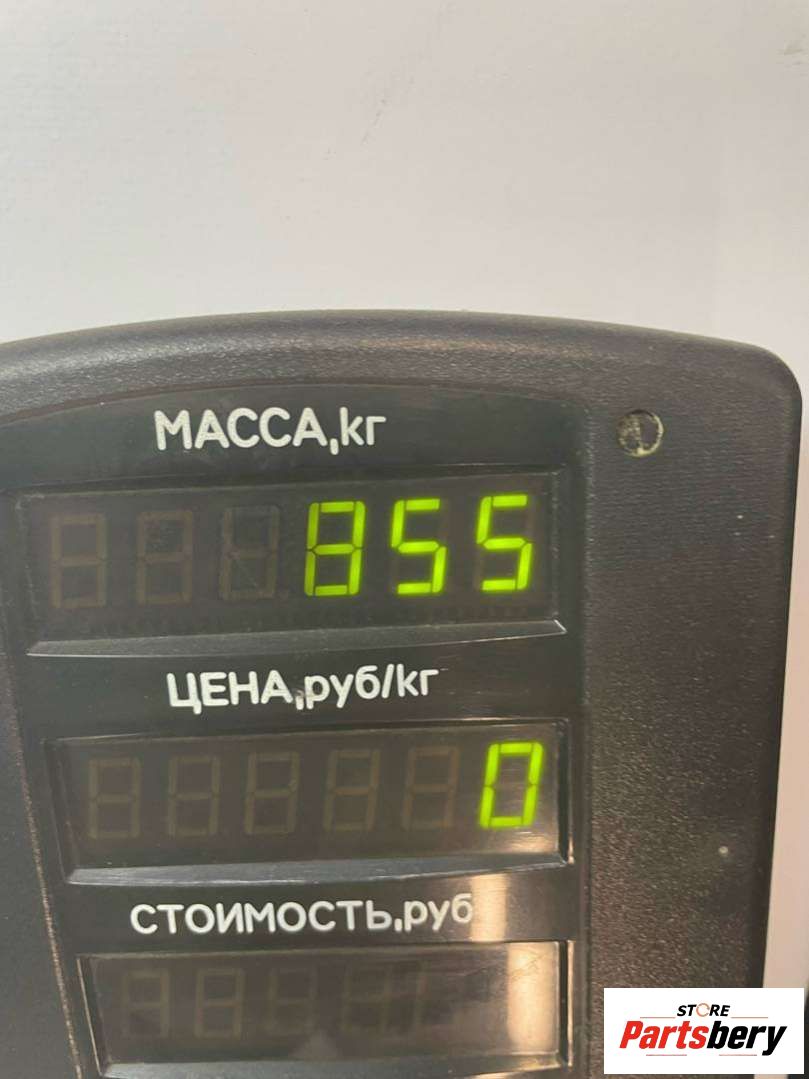 МАССА,кг
855
ЦЕНА,руб/кг
0
СТОИМОСТЬ,руб
STORE
Partsbery